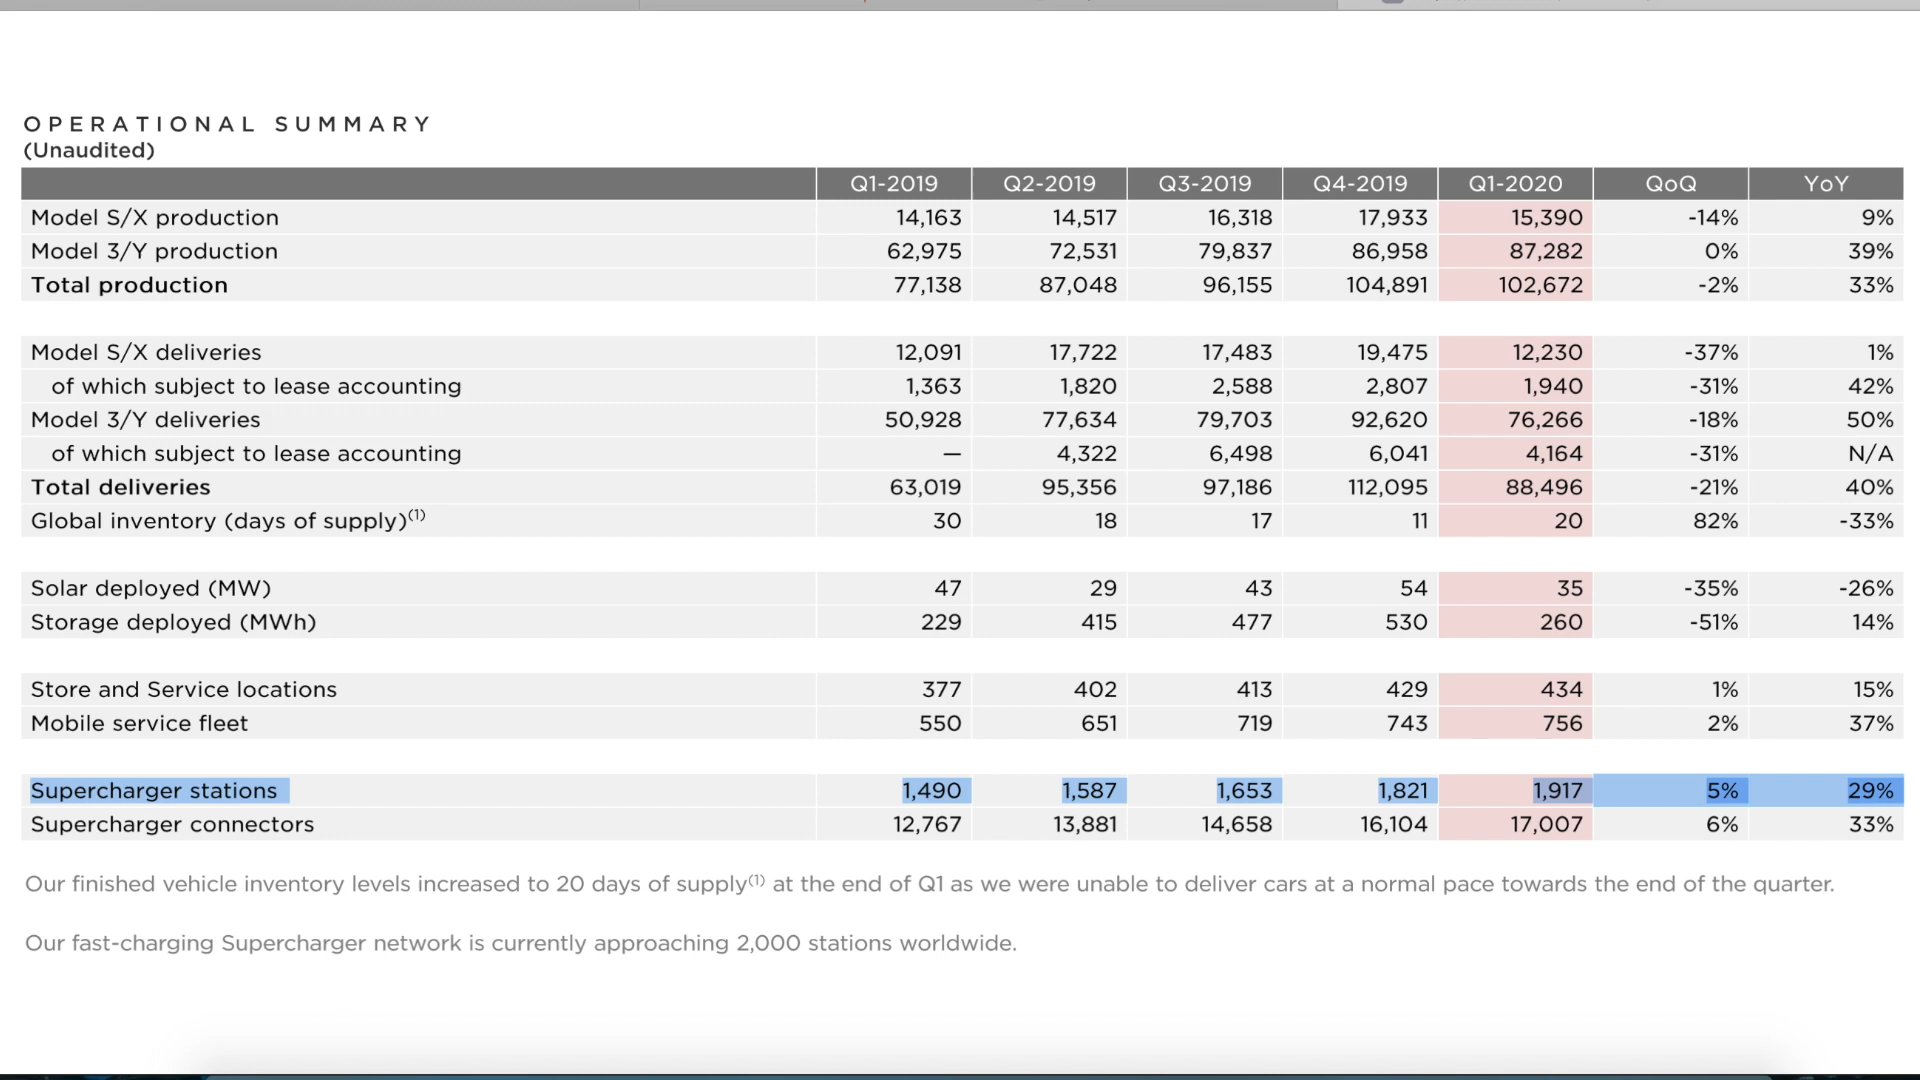 OPERATIONAL SUMMARY
(Unaudited)
Q1-2019 Q2-2019 Q3-2019 Q4-2019 Q1-2020 QoQ YoY
Model S/X production 14,163 14,517 16,318 17,933 15,390 -14% 9%
Model 3/Y production 62,975 72,531 79,837 86,958 87,282 0% 39%
Total production 77,138 87,048 96,155 104,891 102,672 -2% 33%
Model S/X deliveries 12,091 17,722 17,483 19,475 12,230 -37% 1%
of which subject to lease accounting 1,363 1,820 2,588 2,807 1,940 -31% 42%
Model 3/Y deliveries 50,928 77,634 79,703 92,620 76,266 -18% 50%
of which subject to lease accounting — 4,322 6,498 6,041 4,164 -31% N/A
Total deliveries 63,019 95,356 97,186 112,095 88,496 -21% 40%
Global inventory (days of supply)(1) 30 18 17 11 20 82% -33%
Solar deployed (MW) 47 29 43 54 35 -35% -26%
Storage deployed (MWh) 229 415 477 530 260 -51% 14%
Store and Service locations 377 402 413 429 434 1% 15%
Mobile service fleet 550 651 719 743 756 2% 37%
Supercharger stations 1,490 1,587 1,653 1,821 1,917 5% 29%
Supercharger connectors 12,767 13,881 14,658 16,104 17,007 6% 33%
Our finished vehicle inventory levels increased to 20 days of supply(1) at the end of Q1 as we were unable to deliver cars at a normal pace towards the end of the quarter.
Our fast-charging Supercharger network is currently approaching 2,000 stations worldwide.